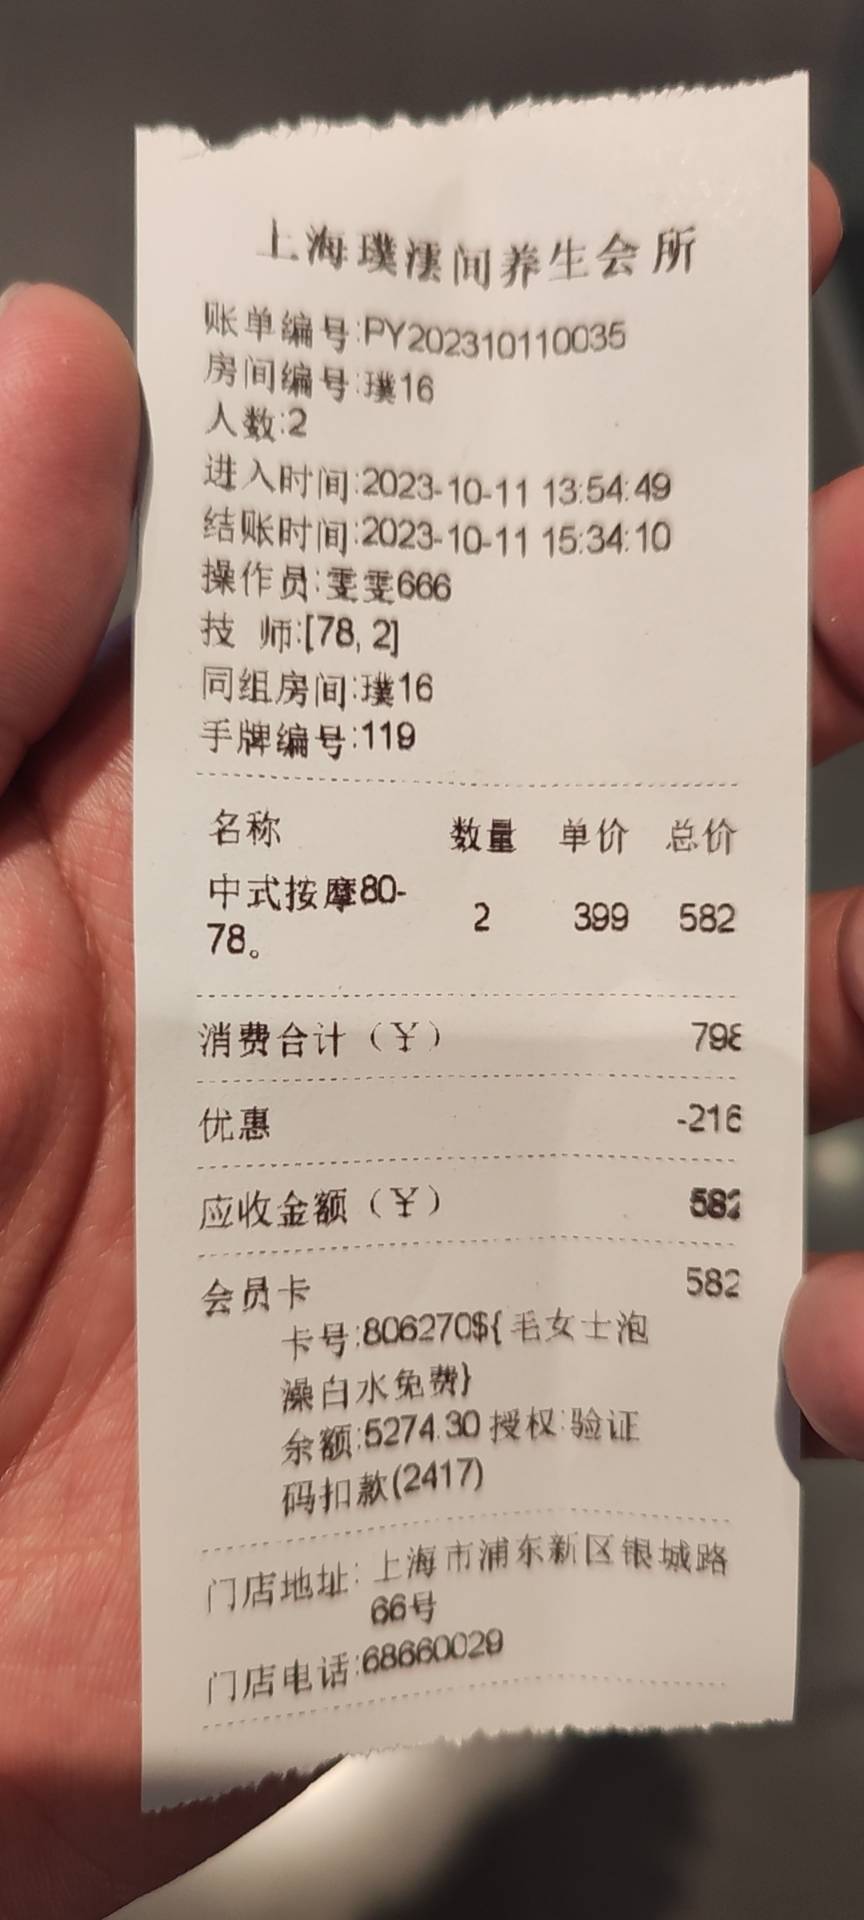 上海璞濡间养生会所
账单编号:PY202310110035
房间编号:璞16
人数:2
进入时间:2023-10-11 13:54:49
结账时间:2023-10-11 15:34:10
操作员:雯雯666
技 师:[78, 2]
同组房间:璞16
手牌编号:119
名称 数量 单价 总价
中式按摩80-
78。 2 399 582
消费合计（￥） 798
优惠 -216
应收金额（￥） 582
会员卡 582
卡号:806270${ 毛女士泡
澡白水免费}
余额:5274.30 授权:验证
码扣款(2417)
门店地址: 上海市浦东新区银城路
66号
门店电话:68660029